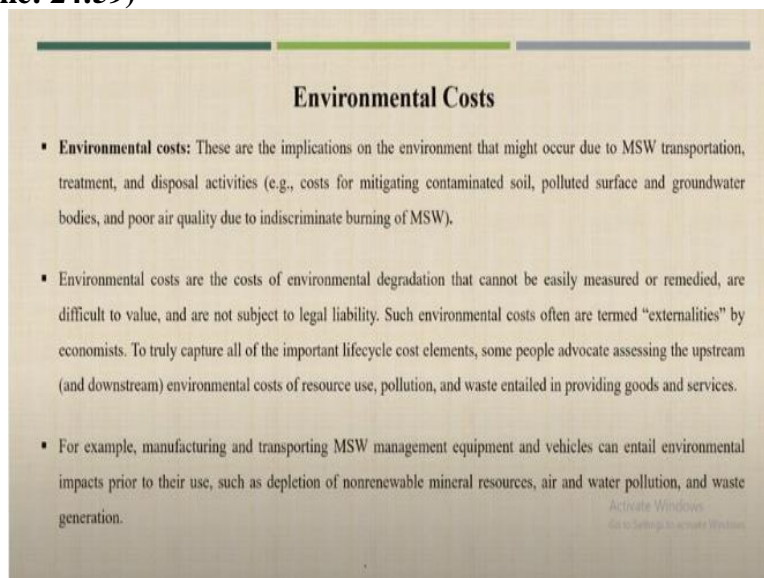 Environmental Costs
▪ Environmental costs: These are the implications on the environment that might occur due to MSW transportation,
treatment, and disposal activities (e.g., costs for mitigating contaminated soil, polluted surface and groundwater
bodies, and poor air quality due to indiscriminate burning of MSW).
▪ Environmental costs are the costs of environmental degradation that cannot be easily measured or remedied, are
difficult to value, and are not subject to legal liability. Such environmental costs often are termed “externalities” by
economists. To truly capture all of the important lifecycle cost elements, some people advocate assessing the upstream
(and downstream) environmental costs of resource use, pollution, and waste entailed in providing goods and services.
▪ For example, manufacturing and transporting MSW management equipment and vehicles can entail environmental
impacts prior to their use, such as depletion of nonrenewable mineral resources, air and water pollution, and waste
generation.
Activate Windows
Go to Settings to activate Windows.